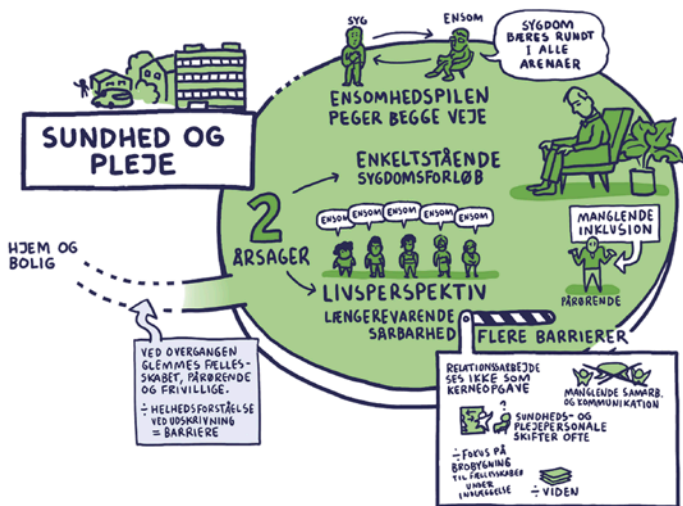 SYG
ENSOM
SYGDOM
BÆRES RUNDT
I ALLE
ARENAER
SUNDHED OG
PLEJE
ENSOMHEDSPILEN
PEGER BEGGE VEJE
ENKELTSTÅENDE
SYGDOMSFORLØB
2
ÅRSAGER
ENSOM
ENSOM
ENSOM
ENSOM
ENSOM
LIVSPERSPEKTIV
LÆNGEREVARENDE
SÅRBARHED
MANGLENDE
INKLUSION
PÅRØRENDE
HJEM OG
BOLIG
VED OVERGANGEN
GLEMMES FÆLLES-
SKABET, PÅRØRENDE
OG FRIVILLIGE.
÷ HELHEDSFORSTÅELSE
VED UDSKRIVNING
= BARRIERE
FLERE BARRIERER
RELATIONSARBEJDE
SES IKKE SOM
KERNEOPGAVE
MANGLENDE SAMARB.
OG KOMMUNIKATION
?
SUNDHEDS- OG
PLEJEPERSONALE
SKIFTER OFTE
÷ FOKUS PÅ
BROBYGNING
TIL FÆLLESSKABER
UNDER
INDLÆGGELSE
÷ VIDEN